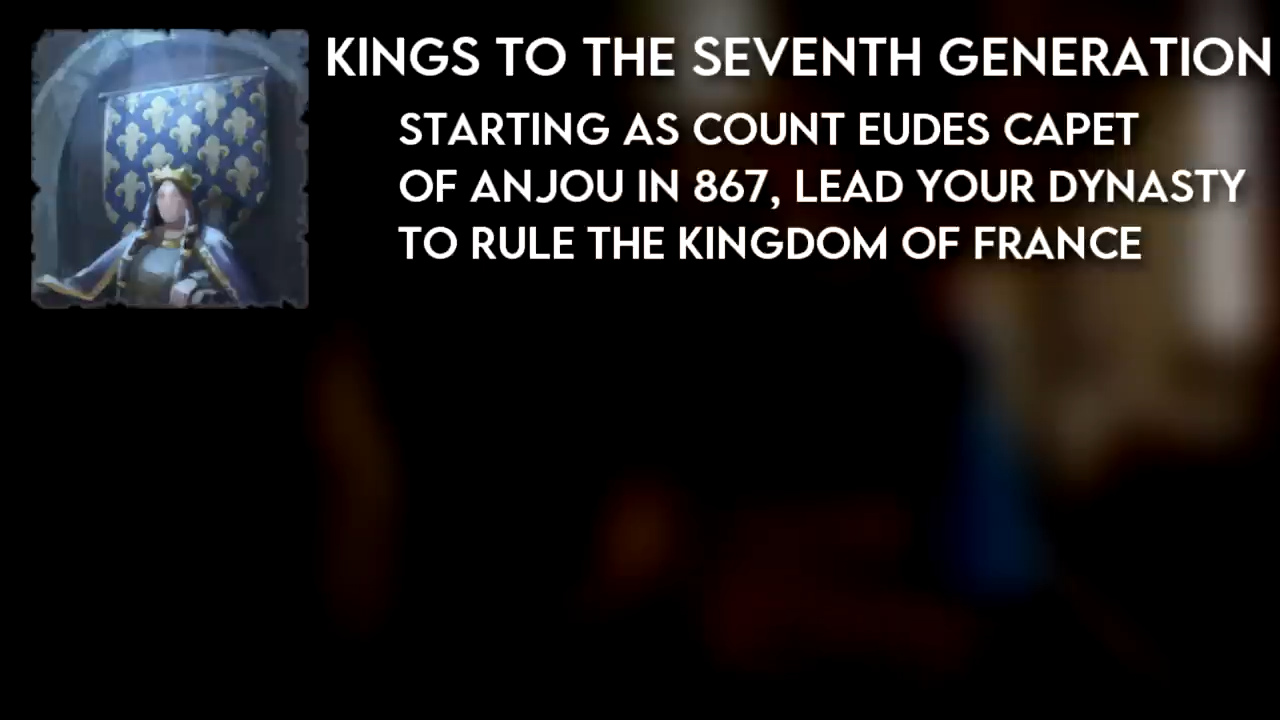 KINGS TO THE SEVENTH GENERATION
STARTING AS COUNT EUDES CAPET
OF ANJOU IN 867, LEAD YOUR DYNASTY
TO RULE THE KINGDOM OF FRANCE